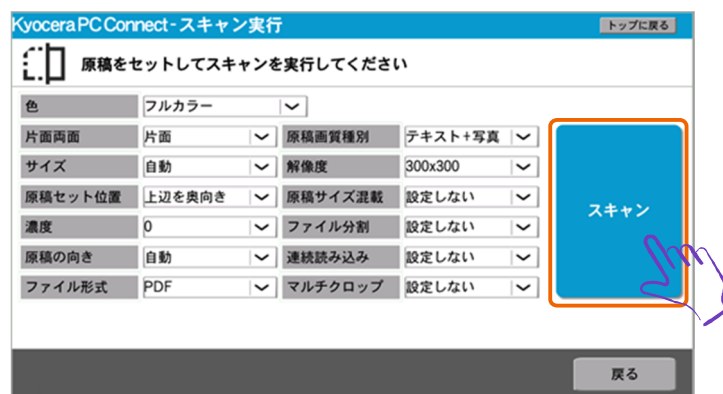 Kyocera PC Connect - スキャン実行 トップに戻る
原稿をセットしてスキャンを実行してください
色 フルカラー
片面両面 片面 原稿画質種別 テキスト+写真
サイズ 自動 解像度 300x300
原稿セット位置 上辺を奥向き 原稿サイズ混載 設定しない
濃度 0 ファイル分割 設定しない
原稿の向き 自動 連続読み込み 設定しない
ファイル形式 PDF マルチクロップ 設定しない
スキャン
戻る